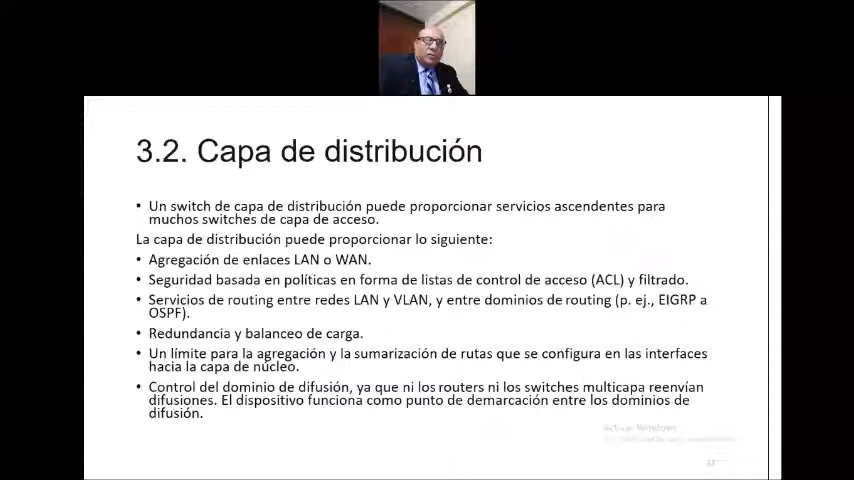 3.2. Capa de distribución
• Un switch de capa de distribución puede proporcionar servicios ascendentes para
muchos switches de capa de acceso.
La capa de distribución puede proporcionar lo siguiente:
• Agregación de enlaces LAN o WAN.
• Seguridad basada en políticas en forma de listas de control de acceso (ACL) y filtrado.
• Servicios de routing entre redes LAN y VLAN, y entre dominios de routing (p. ej., EIGRP a
OSPF).
• Redundancia y balanceo de carga.
• Un límite para la agregación y la sumarización de rutas que se configura en las interfaces
hacia la capa de núcleo.
• Control del dominio de difusión, ya que ni los routers ni los switches multicapa reenvían
difusiones. El dispositivo funciona como punto de demarcación entre los dominios de
difusión.
Activar Windows